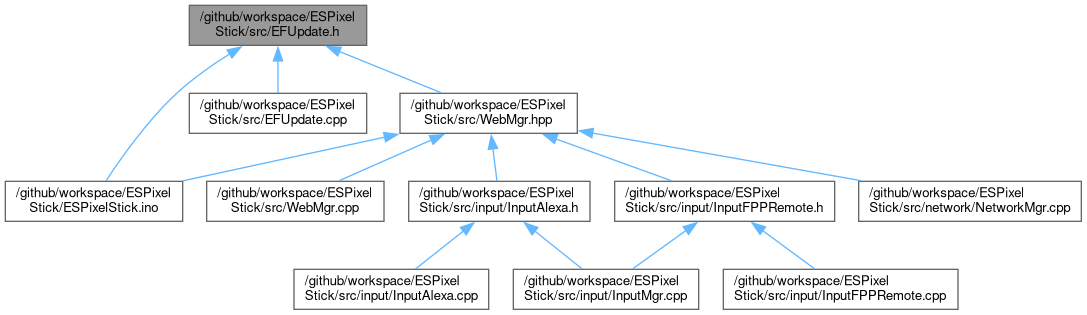 /github/workspace/ESPixel
Stick/src/EFUpdate.h
/github/workspace/ESPixel
Stick/src/EFUpdate.cpp
/github/workspace/ESPixel
Stick/src/WebMgr.hpp
/github/workspace/ESPixel
Stick/ESPixelStick.ino
/github/workspace/ESPixel
Stick/src/WebMgr.cpp
/github/workspace/ESPixel
Stick/src/input/InputAlexa.h
/github/workspace/ESPixel
Stick/src/input/InputFPPRemote.h
/github/workspace/ESPixel
Stick/src/network/NetworkMgr.cpp
/github/workspace/ESPixel
Stick/src/input/InputAlexa.cpp
/github/workspace/ESPixel
Stick/src/input/InputMgr.cpp
/github/workspace/ESPixel
Stick/src/input/InputFPPRemote.cpp